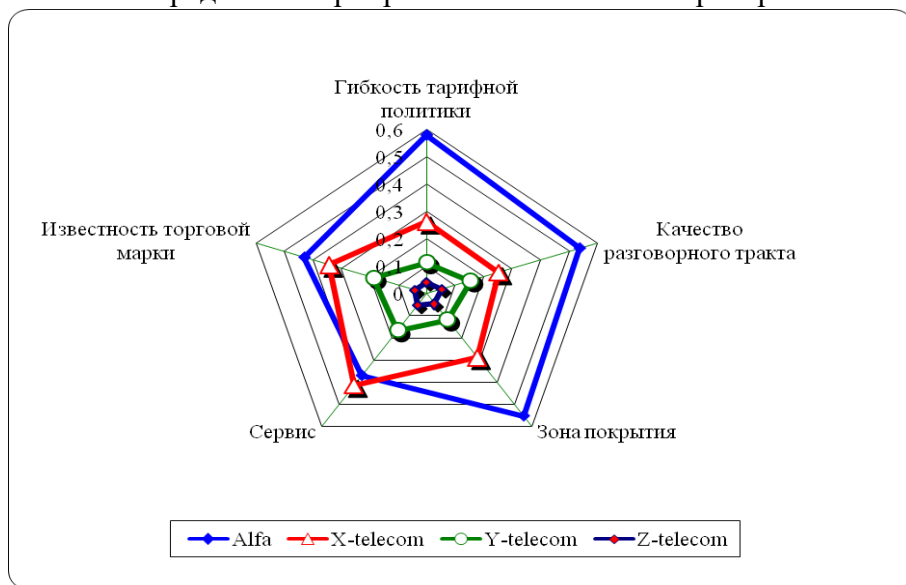 Гибкость тарифной
политики
0,6
0,5
0,4
0,3
0,2
0,1
0
Известность торговой
марки
Качество
разговорного тракта
Сервис
Зона покрытия
Alfa X-telecom Y-telecom Z-telecom